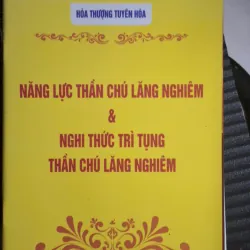 HÒA THƯỢNG TUYÊN HÓA
NĂNG LỰC THẦN CHÚ LĂNG NGHIÊM
&
NGHI THỨC TRÌ TỤNG
THẦN CHÚ LĂNG NGHIÊM